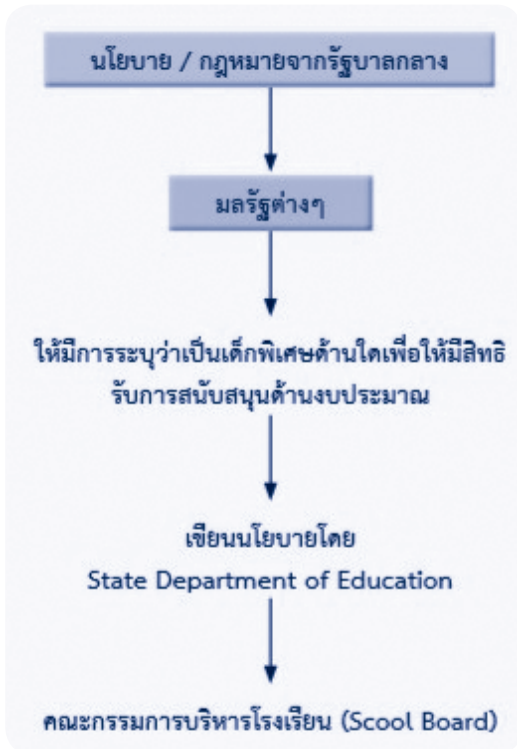 นโยบาย / กฎหมายจากรัฐบาลกลาง
มลรัฐต่างๆ
ให้มีการระบุว่าเป็นเด็กพิเศษด้านใดเพื่อให้มีสิทธิ
รับการสนับสนุนด้านงบประมาณ
เขียนนโยบายโดย
State Department of Education
คณะกรรมการบริหารโรงเรียน (Scool Board)